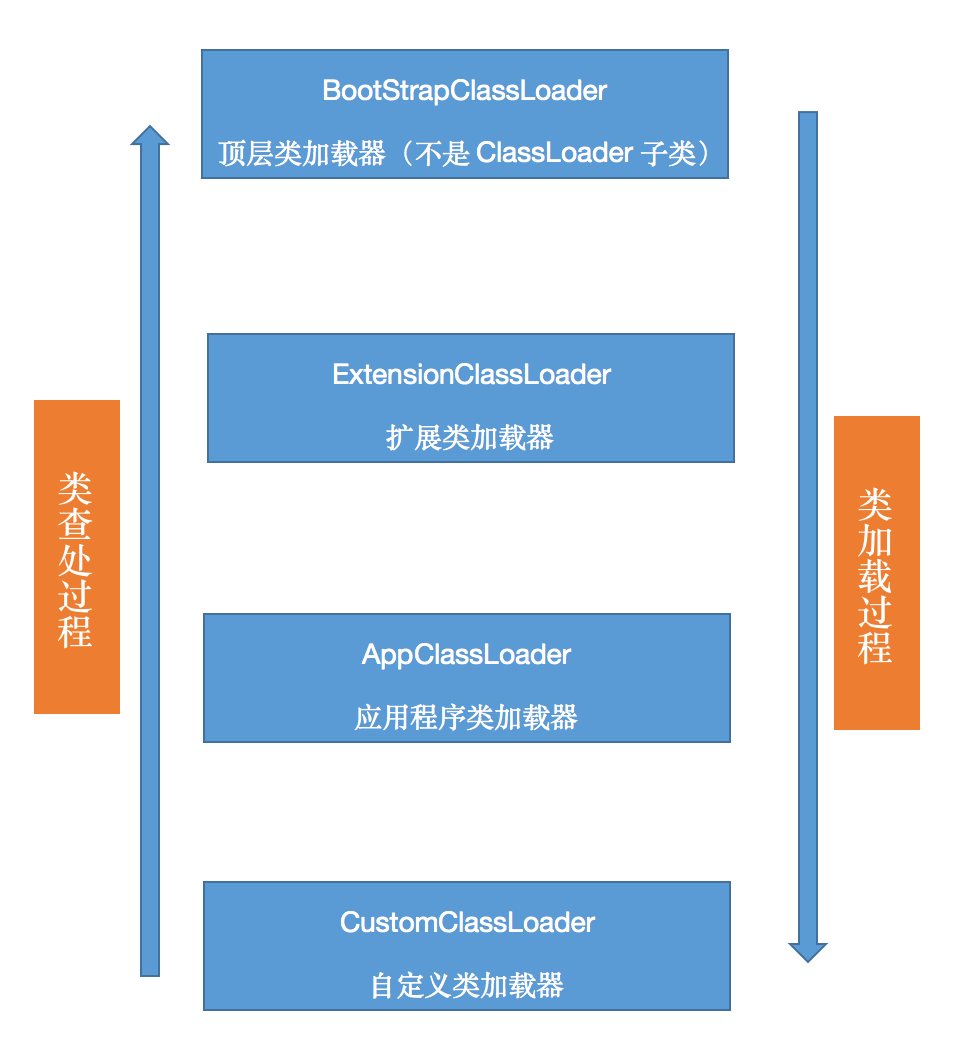 BootStrapClassLoader
顶层类加载器（不是 ClassLoader 子类）
ExtensionClassLoader
扩展类加载器
类查处过程
类加载过程
AppClassLoader
应用程序类加载器
CustomClassLoader
自定义类加载器